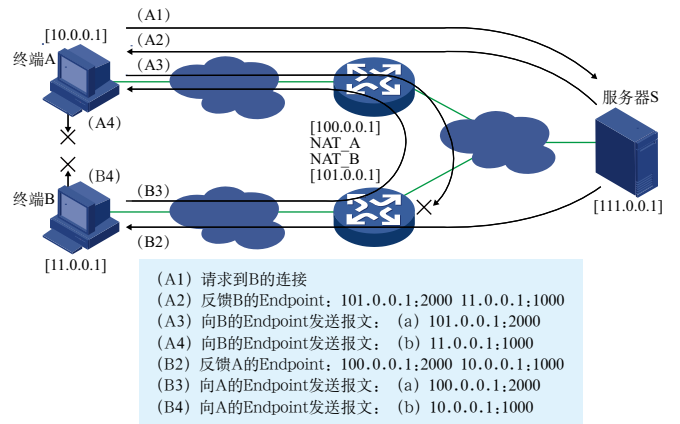 (A1)
[10.0.0.1]
(A2)
终端A
(A3)
服务器S
(A4)
[100.0.0.1]
NAT_A
NAT_B
[101.0.0.1]
(B4)
(B3)
终端B
[111.0.0.1]
(B2)
[11.0.0.1]
(A1) 请求到B的连接
(A2) 反馈B的Endpoint: 101.0.0.1:2000 11.0.0.1:1000
(A3) 向B的Endpoint发送报文: (a) 101.0.0.1:2000
(A4) 向B的Endpoint发送报文: (b) 11.0.0.1:1000
(B2) 反馈A的Endpoint: 100.0.0.1:2000 10.0.0.1:1000
(B3) 向A的Endpoint发送报文: (a) 100.0.0.1:2000
(B4) 向A的Endpoint发送报文: (b) 10.0.0.1:1000